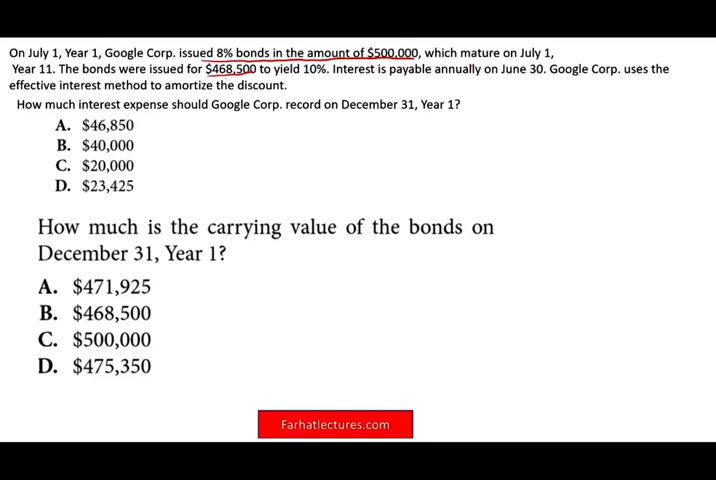 On July 1, Year 1, Google Corp. issued 8% bonds in the amount of $500,000, which mature on July 1,
Year 11. The bonds were issued for $468,500 to yield 10%. Interest is payable annually on June 30. Google Corp. uses the
effective interest method to amortize the discount.
How much interest expense should Google Corp. record on December 31, Year 1?
A. $46,850
B. $40,000
C. $20,000
D. $23,425
How much is the carrying value of the bonds on
December 31, Year 1?
A. $471,925
B. $468,500
C. $500,000
D. $475,350
Farhatlectures.com